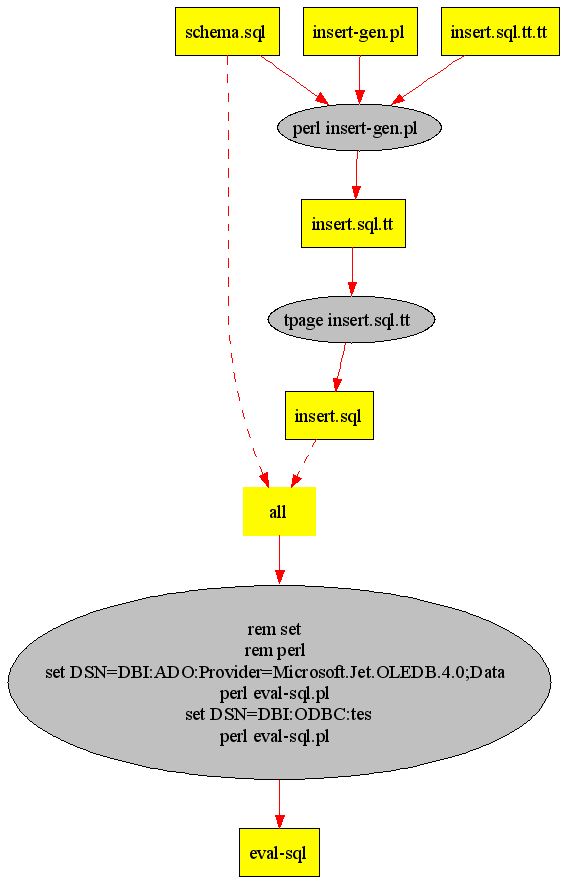 schema.sql
insert-gen.pl
insert.sql.tt.tt
perl insert-gen.pl
insert.sql.tt
tpage insert.sql.tt
insert.sql
all
rem set
rem perl
set DSN=DBI:ADO:Provider=Microsoft.Jet.OLEDB.4.0;Data
perl eval-sql.pl
set DSN=DBI:ODBC:tes
perl eval-sql.pl
eval-sql